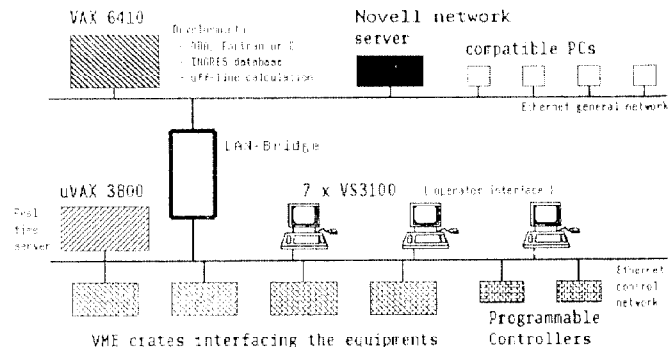 VAX 6410
Developments
- ADA, Fortran or C
- INGRES database
- off-line calculation
Novell network
server
compatible PCs
Ethernet general network
LAN-Bridge
uVAX 3800
Real
time
server
7 x VS3100
( operator interface )
Ethernet
control
network
VME crates interfacing the equipments
Programmable
Controllers